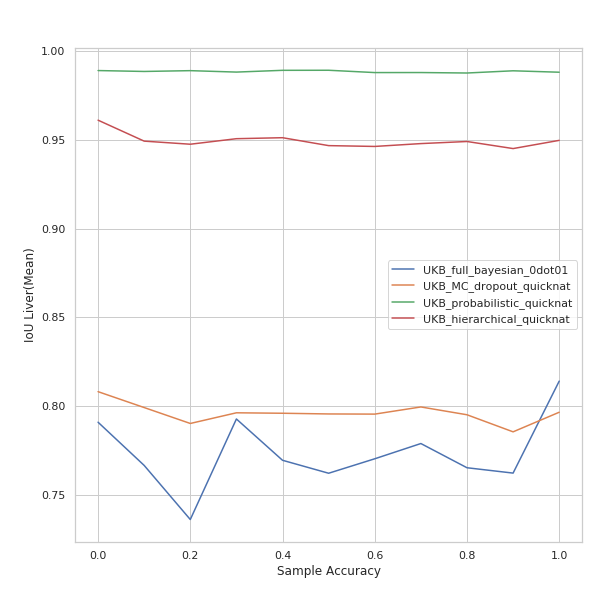 1.00
0.95
0.90
0.85
0.80
0.75
IoU Liver(Mean)
UKB_full_bayesian_0dot01
UKB_MC_dropout_quicknat
UKB_probabilistic_quicknat
UKB_hierarchical_quicknat
0.0 0.2 0.4 0.6 0.8 1.0
Sample Accuracy